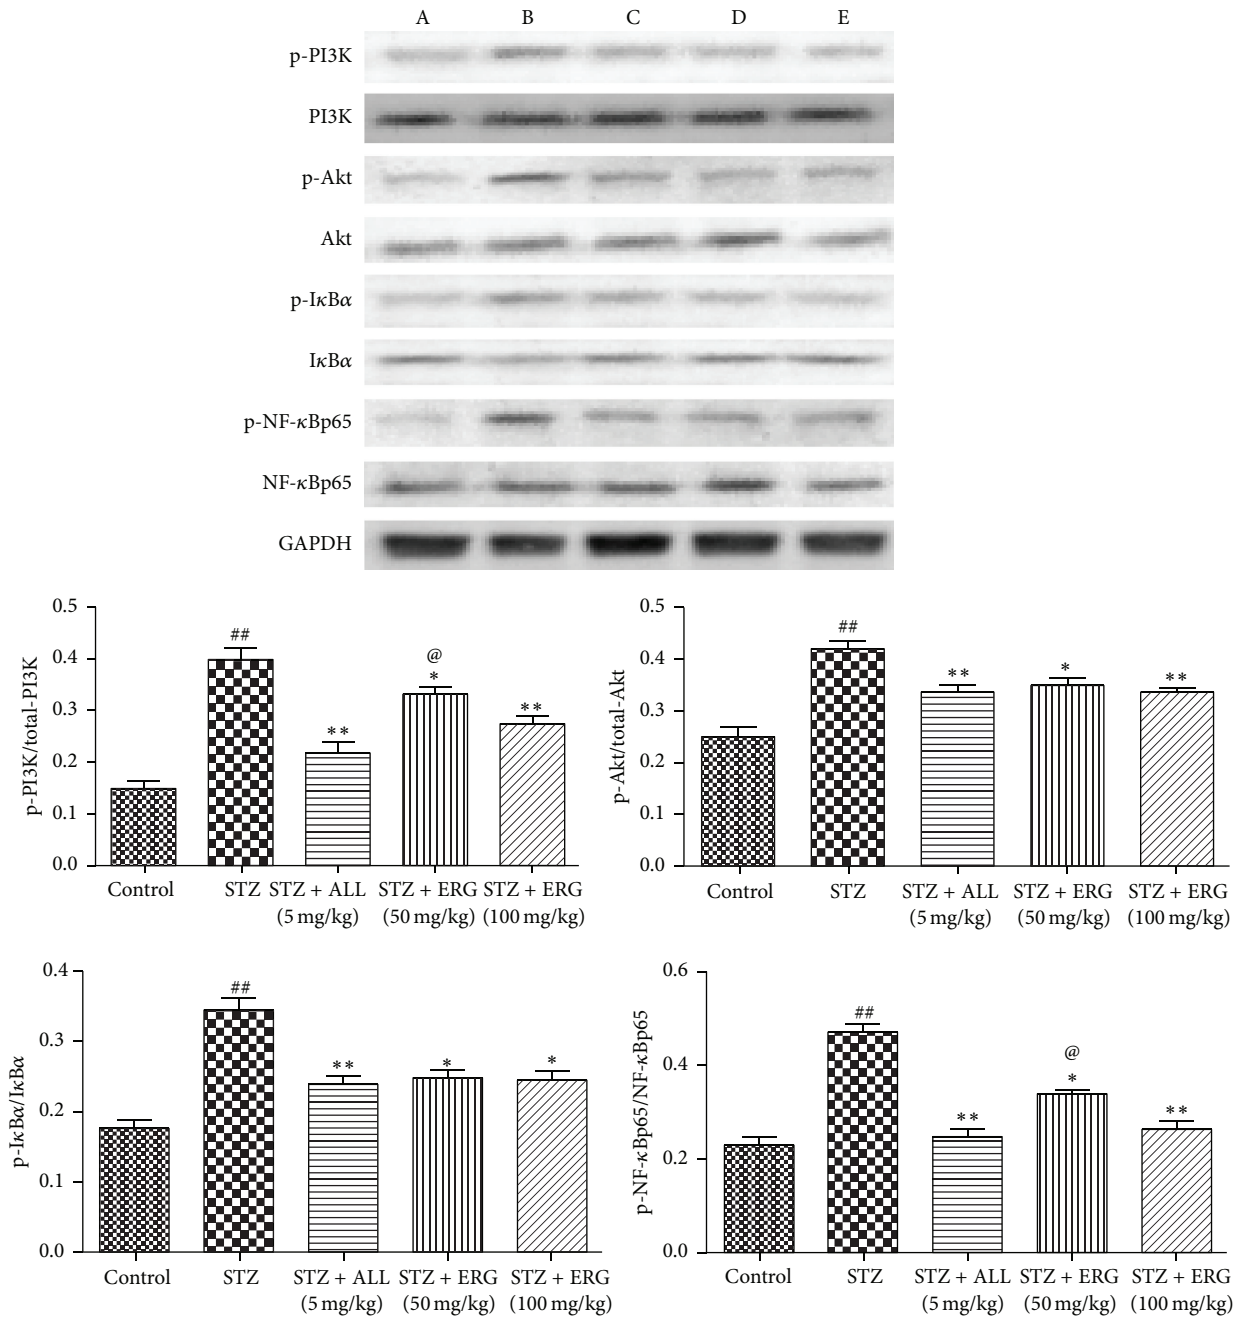 A B C D E
p-PI3K
PI3K
p-Akt
Akt
p-IκBα
IκBα
p-NF-κBp65
NF-κBp65
GAPDH
p-PI3K/total-PI3K
0.5
0.4
0.3
0.2
0.1
0.0
##
**
@
*
**
Control STZ STZ + ALL STZ + ERG STZ + ERG
(5 mg/kg) (50 mg/kg) (100 mg/kg)
p-Akt/total-Akt
0.5
0.4
0.3
0.2
0.1
0.0
##
**
*
**
Control STZ STZ + ALL STZ + ERG STZ + ERG
(5 mg/kg) (50 mg/kg) (100 mg/kg)
p-IκBα/IκBα
0.4
0.3
0.2
0.1
0.0
##
**
*
*
Control STZ STZ + ALL STZ + ERG STZ + ERG
(5 mg/kg) (50 mg/kg) (100 mg/kg)
p-NF-κBp65/NF-κBp65
0.6
0.4
0.2
0.0
##
**
@
*
**
Control STZ STZ + ALL STZ + ERG STZ + ERG
(5 mg/kg) (50 mg/kg) (100 mg/kg)